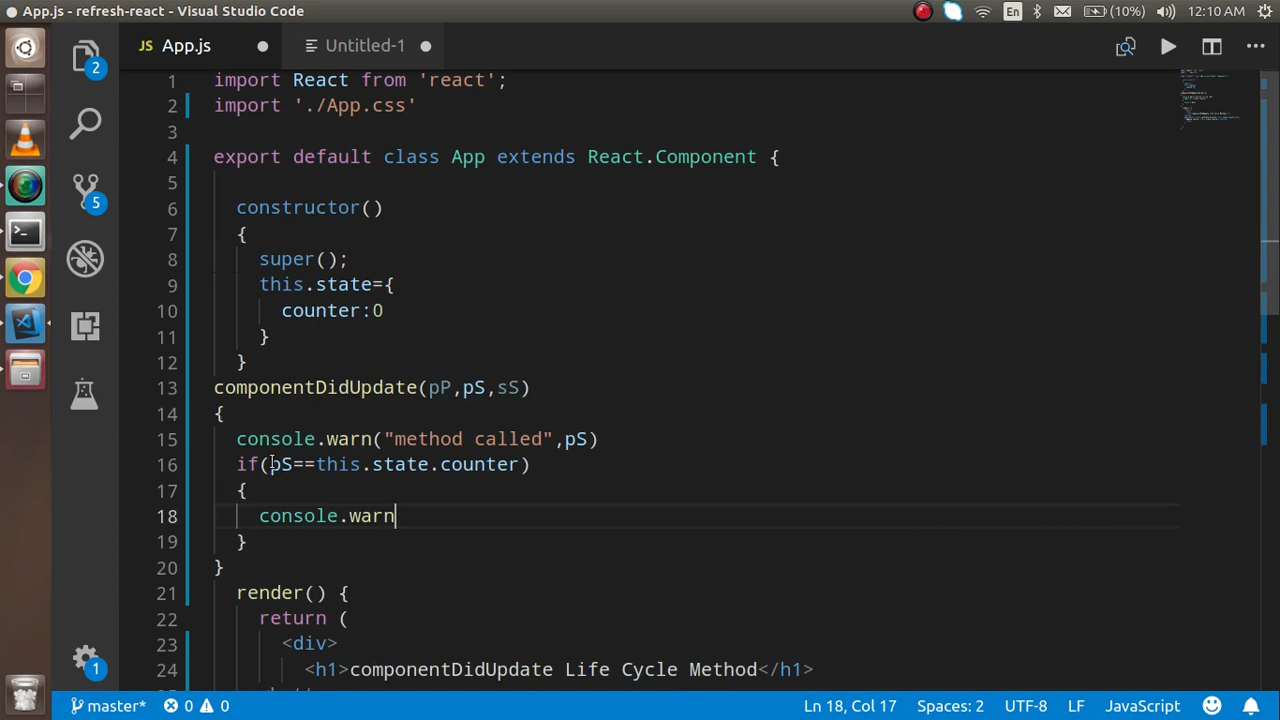 App.js - refresh-react - Visual Studio Code
En
(10%)
12:10 AM
JS App.js
Untitled-1
2
5
1
1 import React from 'react';
2 import './App.css'
3
4 export default class App extends React.Component {
5
6 constructor()
7 {
8 super();
9 this.state={
10 counter:0
11 }
12 }
13 componentDidUpdate(pP,pS,sS)
14 {
15 console.warn("method called",pS)
16 if(pS==this.state.counter)
17 {
18 console.warn
19 }
20 }
21 render() {
22 return (
23 <div>
24 <h1>componentDidUpdate Life Cycle Method</h1>
master*
0
0
Ln 18, Col 17
Spaces: 2
UTF-8
LF
JavaScript